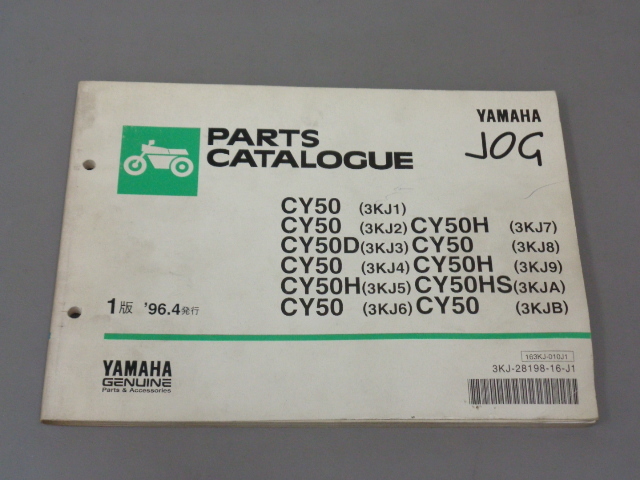 YAMAHA
JOG
PARTS
CATALOGUE
CY50 (3KJ1)
CY50 (3KJ2) CY50H (3KJ7)
CY50D (3KJ3) CY50 (3KJ8)
CY50 (3KJ4) CY50H (3KJ9)
CY50H (3KJ5) CY50HS (3KJA)
CY50 (3KJ6) CY50 (3KJB)
1版 '96.4発行
YAMAHA
GENUINE
Parts & Accessories
163KJ-010J1
3KJ-28198-16-J1